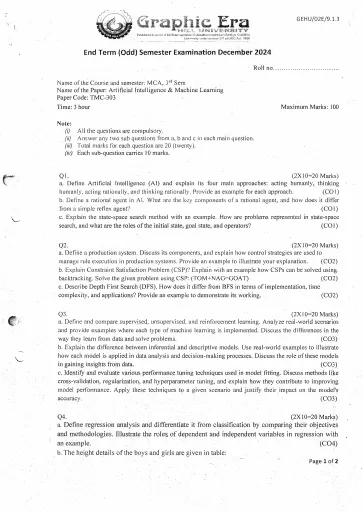 GEHU/02E/9.1.3
Graphic Era
HILL UNIVERSITY
End Term (Odd) Semester Examination December 2024
Roll no..................................
Name of the Course and semester: MCA, 3rd Sem
Name of the Paper: Artificial Intelligence & Machine Learning
Paper Code: TMC-303
Time: 3 hour Maximum Marks: 100
Note:
(i) All the questions are compulsory.
(ii) Answer any two sub questions from a, b and c in each main question.
(iii) Total marks for each question are 20 (twenty).
(iv) Each sub-question carries 10 marks.
Q1. (2X10=20 Marks)
a. Define Artificial Intelligence (AI) and explain its four main approaches: acting humanly, thinking
humanly, acting rationally, and thinking rationally. Provide an example for each approach. (CO1)
b. Define a rational agent in AI. What are the key components of a rational agent, and how does it differ
from a simple reflex agent? (CO1)
c. Explain the state-space search method with an example. How are problems represented in state-space
search, and what are the roles of the initial state, goal state, and operators? (CO1)
Q2. (2X10=20 Marks)
a. Define a production system. Discuss its components, and explain how control strategies are used to
manage rule execution in production systems. Provide an example to illustrate your explanation. (CO2)
b. Explain Constraint Satisfaction Problem (CSP)? Explain with an example how CSPs can be solved using
backtracking. Solve the given problem using CSP: (TOM+NAG=GOAT) (CO2)
c. Describe Depth First Search (DFS). How does it differ from BFS in terms of implementation, time
complexity, and applications? Provide an example to demonstrate its working. (CO2)
Q3. (2X10=20 Marks)
a. Define and compare supervised, unsupervised, and reinforcement learning. Analyze real-world scenarios
and provide examples where each type of machine learning is implemented. Discuss the differences in the
way they learn from data and solve problems. (CO3)
b. Explain the difference between inferential and descriptive models. Use real-world examples to illustrate
how each model is applied in data analysis and decision-making processes. Discuss the role of these models
in gaining insights from data. (CO3)
c. Identify and evaluate various performance tuning techniques used in model fitting. Discuss methods like
cross-validation, regularization, and hyperparameter tuning, and explain how they contribute to improving
model performance. Apply these techniques to a given scenario and justify their impact on the model's
accuracy. (CO3)
Q4. (2X10=20 Marks)
a. Define regression analysis and differentiate it from classification by comparing their objectives
and methodologies. Illustrate the roles of dependent and independent variables in regression with
an example. (CO4)
b. The height details of the boys and girls are given in table:
Page 1 of 2